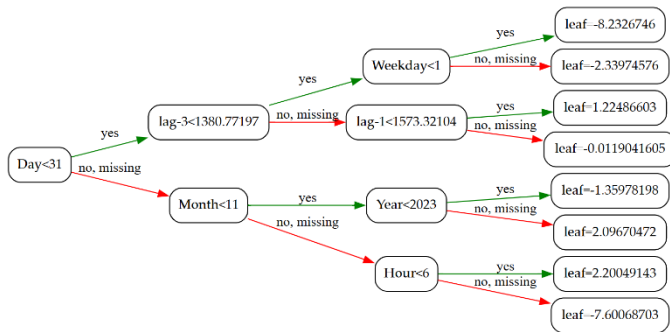 leaf=-8.2326746
yes
Weekday<1
no, missing
leaf=-2.33974576
yes
lag-3<1380.77197
no, missing
lag-1<1573.32104
yes
leaf=1.22486603
no, missing
leaf=-0.0119041605
yes
Day<31
no, missing
Month<11
yes
Year<2023
yes
leaf=-1.35978198
no, missing
leaf=2.09670472
no, missing
Hour<6
yes
leaf=2.20049143
no, missing
leaf=-7.60068703